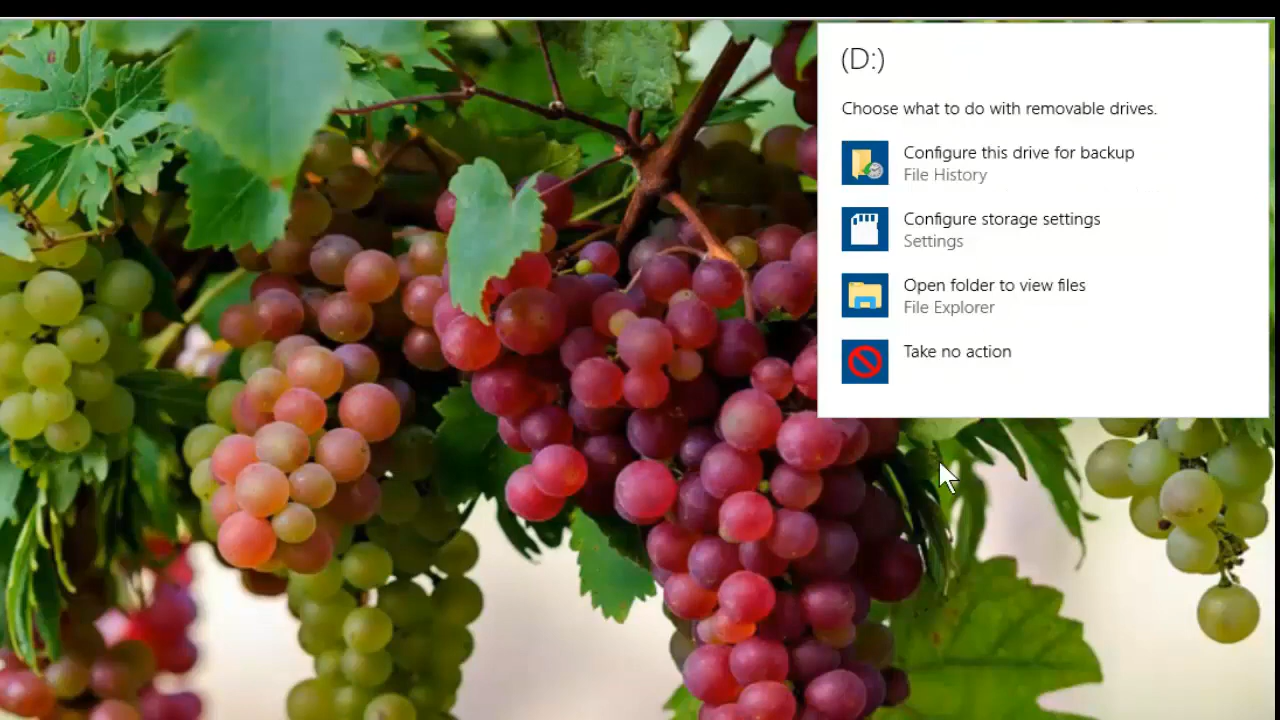 (D:)
Choose what to do with removable drives.
Configure this drive for backup
File History
Configure storage settings
Settings
Open folder to view files
File Explorer
Take no action